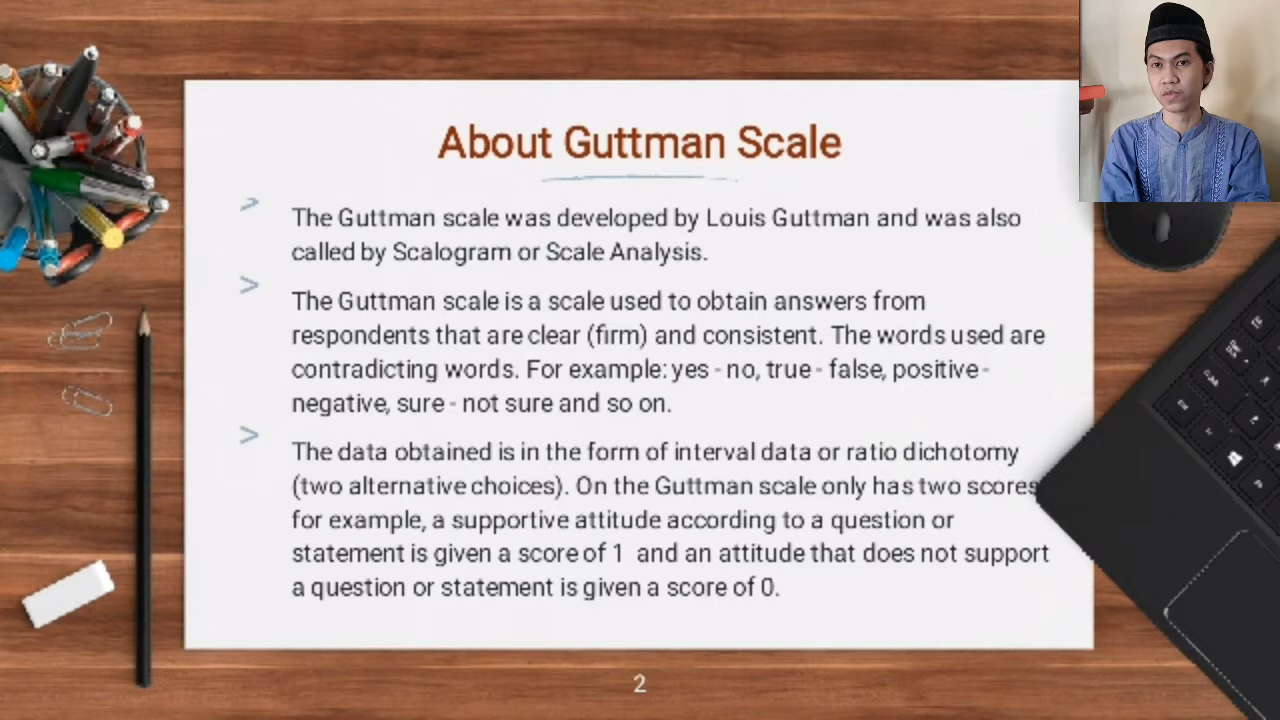 About Guttman Scale
> The Guttman scale was developed by Louis Guttman and was also
called by Scalogram or Scale Analysis.
> The Guttman scale is a scale used to obtain answers from
respondents that are clear (firm) and consistent. The words used are
contradicting words. For example: yes - no, true - false, positive -
negative, sure - not sure and so on.
> The data obtained is in the form of interval data or ratio dichotomy
(two alternative choices). On the Guttman scale only has two scores,
for example, a supportive attitude according to a question or
statement is given a score of 1 and an attitude that does not support
a question or statement is given a score of 0.
2